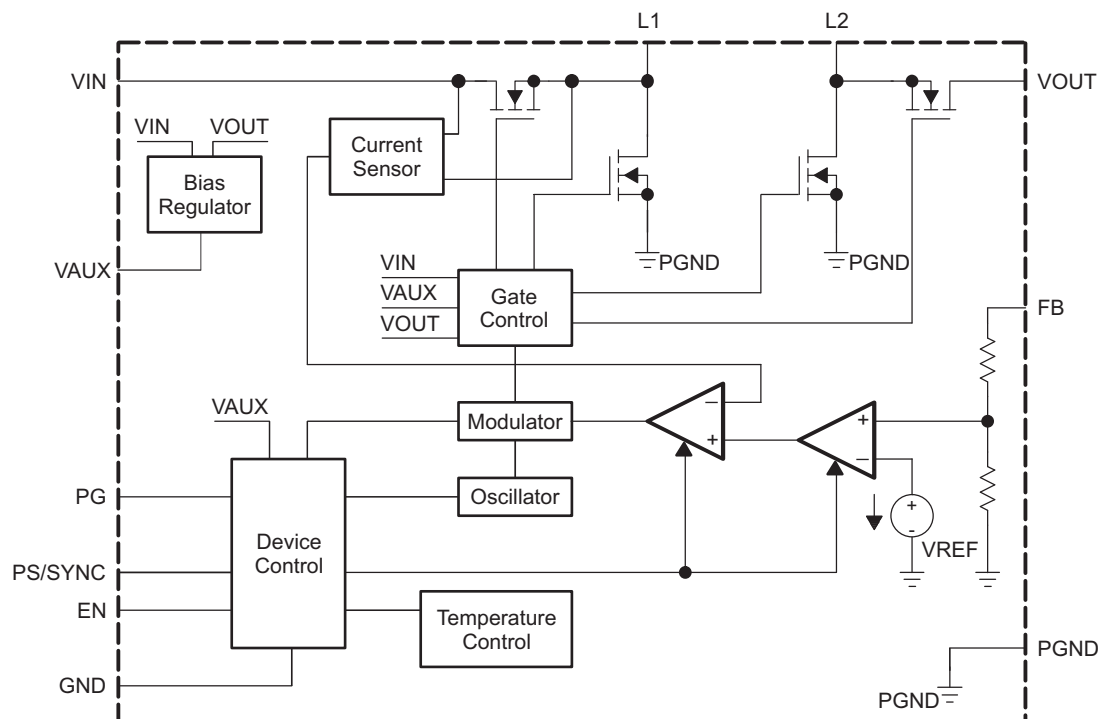 L1
L2
VIN
VOUT
VIN
VOUT
Current
Sensor
Bias
Regulator
VAUX
PGND
PGND
VIN
VAUX
VOUT
Gate
Control
FB
VAUX
Modulator
–
+
+
–
PG
Oscillator
Device
Control
+
-
VREF
PS/SYNC
EN
Temperature
Control
GND
PGND
PGND